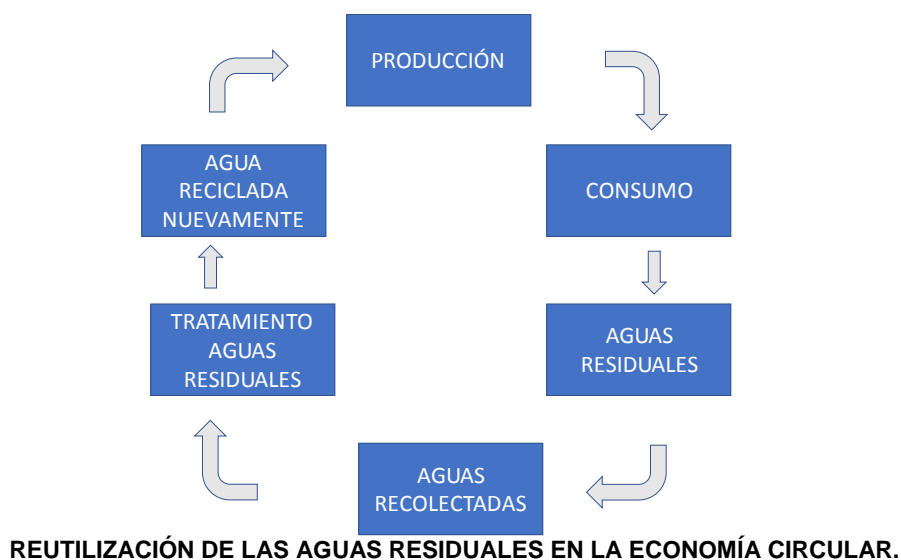 PRODUCCIÓN
CONSUMO
AGUAS
RESIDUALES
AGUAS
RECOLECTADAS
TRATAMIENTO
AGUAS
RESIDUALES
AGUA
RECICLADA
NUEVAMENTE
REUTILIZACIÓN DE LAS AGUAS RESIDUALES EN LA ECONOMÍA CIRCULAR.